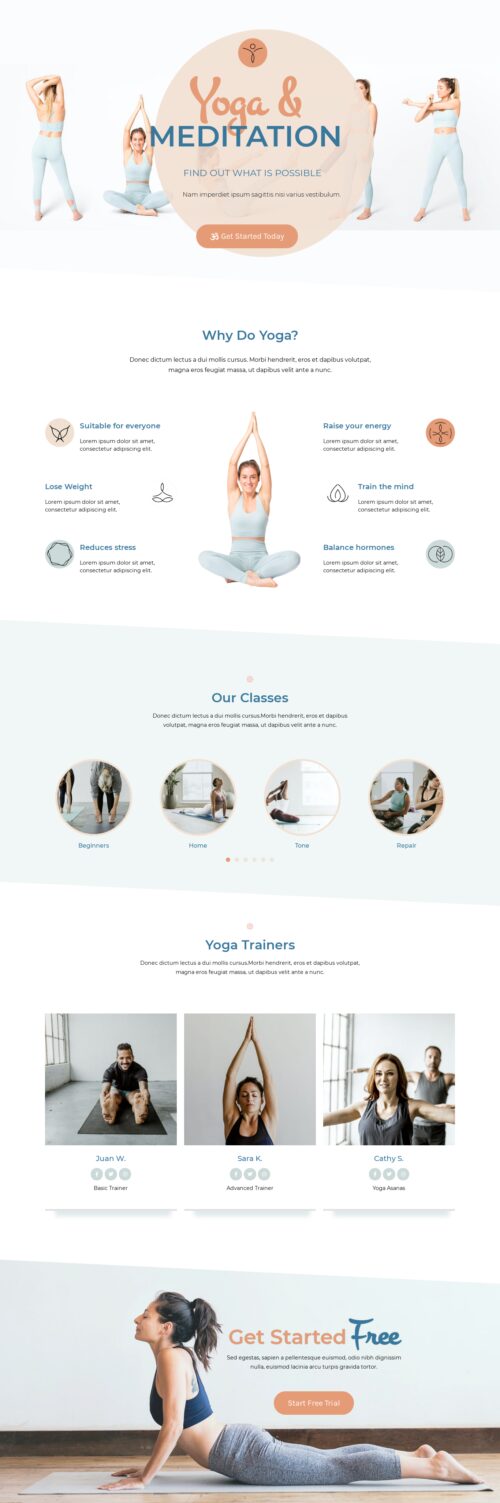 Yoga &
MEDITATION
FIND OUT WHAT IS POSSIBLE
Nam imperdiet ipsum sagittis nisi varius vestibulum.
ॐ Get Started Today
Why Do Yoga?
Donec dictum lectus a dui mollis cursus. Morbi hendrerit, eros et dapibus volutpat,
magna eros feugiat massa, ut dapibus velit ante a nunc.
Suitable for everyone
Lorem ipsum dolor sit amet,
consectetur adipiscing elit.
Raise your energy
Lorem ipsum dolor sit amet,
consectetur adipiscing elit.
Lose Weight
Lorem ipsum dolor sit amet,
consectetur adipiscing elit.
Train the mind
Lorem ipsum dolor sit amet,
consectetur adipiscing elit.
Reduces stress
Lorem ipsum dolor sit amet,
consectetur adipiscing elit.
Balance hormones
Lorem ipsum dolor sit amet,
consectetur adipiscing elit.
Our Classes
Donec dictum lectus a dui mollis cursus.Morbi hendrerit, eros et dapibus
volutpat, magna eros feugiat massa, ut dapibus velit ante a nunc.
Beginners
Home
Tone
Repair
Yoga Trainers
Donec dictum lectus a dui mollis cursus.Morbi hendrerit, eros et dapibus volutpat,
magna eros feugiat massa, ut dapibus velit ante a nunc.
Juan W.
Basic Trainer
Sara K.
Advanced Trainer
Cathy S.
Yoga Asanas
Get Started Free
Sed egestas, sapien a pellentesque euismod, odio nibh dignissim
nulla, euismod lacinia arcu turpis gravida tortor.
Start Free Trial